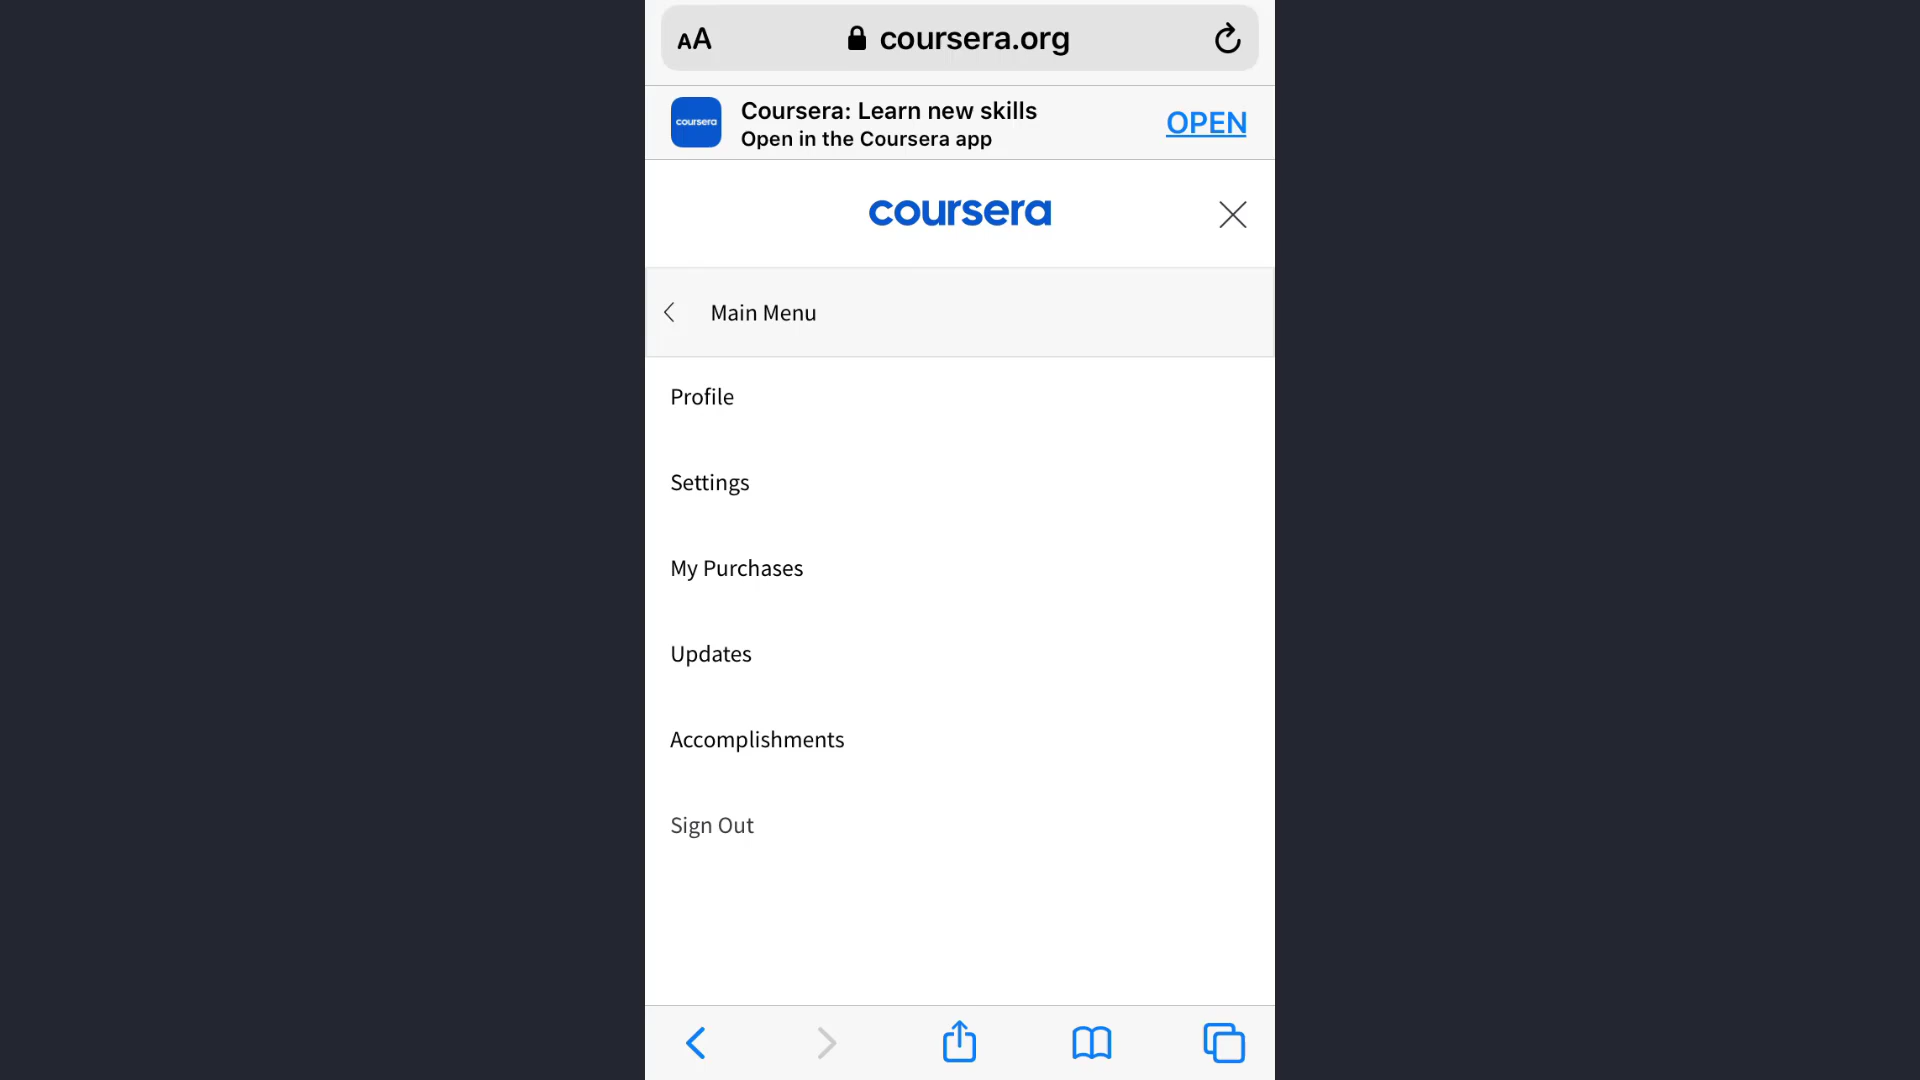 AA coursera.org
coursera
Coursera: Learn new skills
Open in the Coursera app
OPEN
coursera
Main Menu
Profile
Settings
My Purchases
Updates
Accomplishments
Sign Out